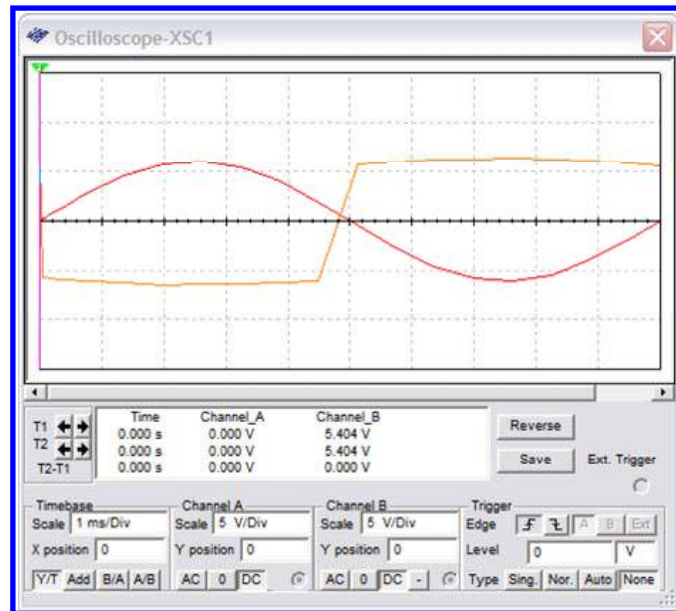 Oscilloscope-XSC1
Time Channel_A Channel_B
T1 0.000 s 0.000 V 5.404 V
T2 0.000 s 0.000 V 5.404 V
T2-T1 0.000 s 0.000 V 0.000 V
Reverse
Save Ext. Trigger
Timebase Channel A Channel B Trigger
Scale 1 ms/Div Scale 5 V/Div Scale 5 V/Div Edge A B Ext
X position 0 Y position 0 Y position 0 Level 0 V
Y/T Add B/A A/B AC 0 DC AC 0 DC - Type Sing. Nor. Auto None